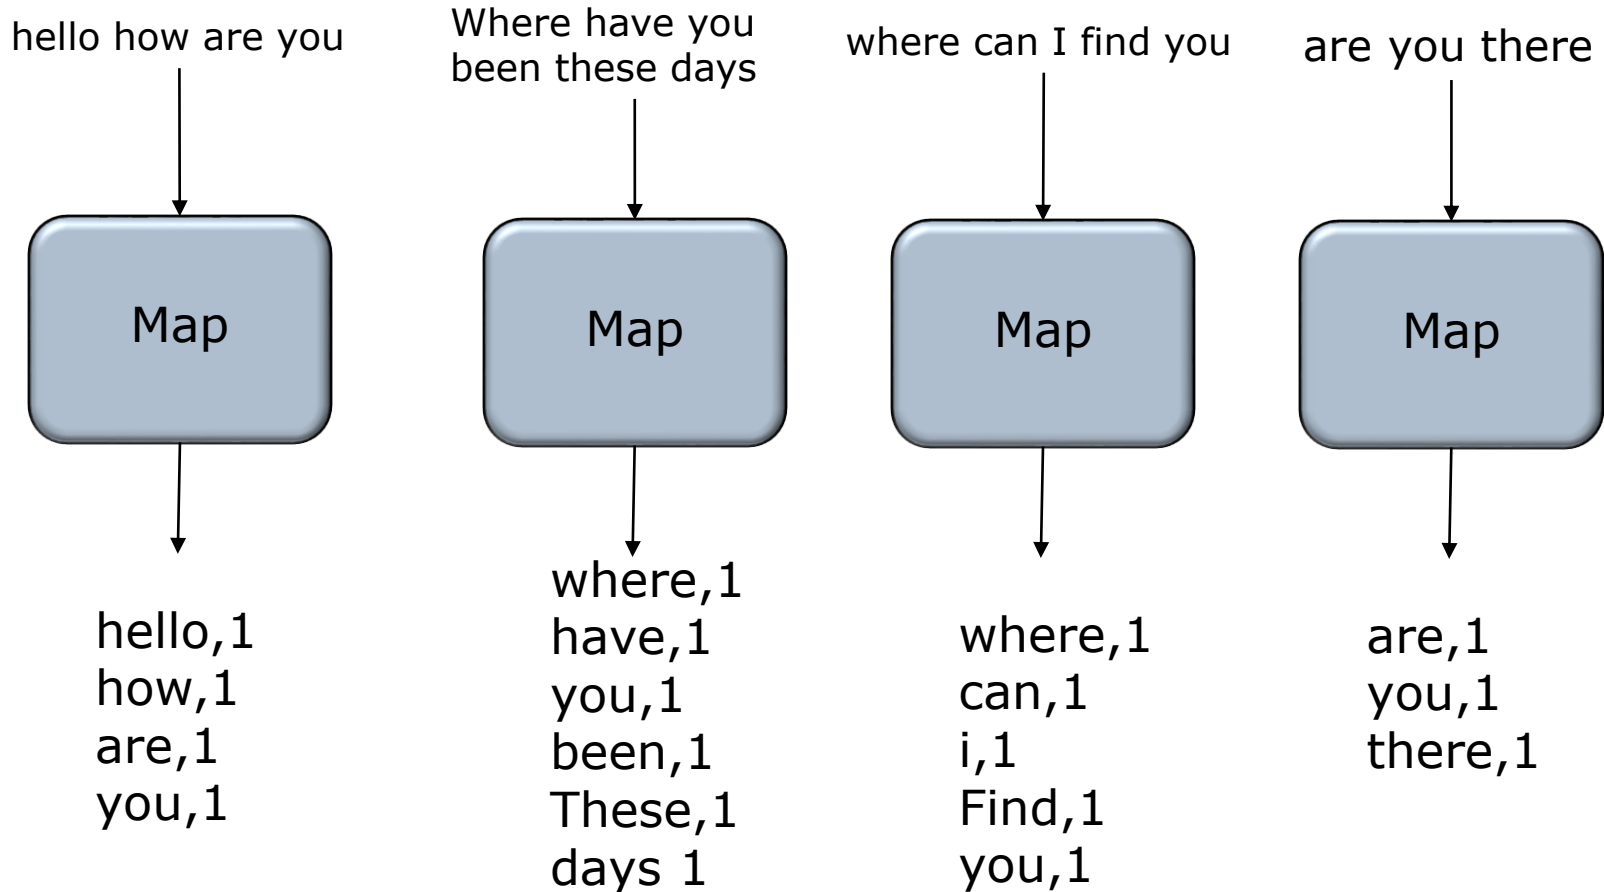 hello how are you
Where have you
been these days
where can I find you
are you there
Map
Map
Map
Map
hello,1
how,1
are,1
you,1
where,1
have,1
you,1
been,1
These,1
days 1
where,1
can,1
i,1
Find,1
you,1
are,1
you,1
there,1